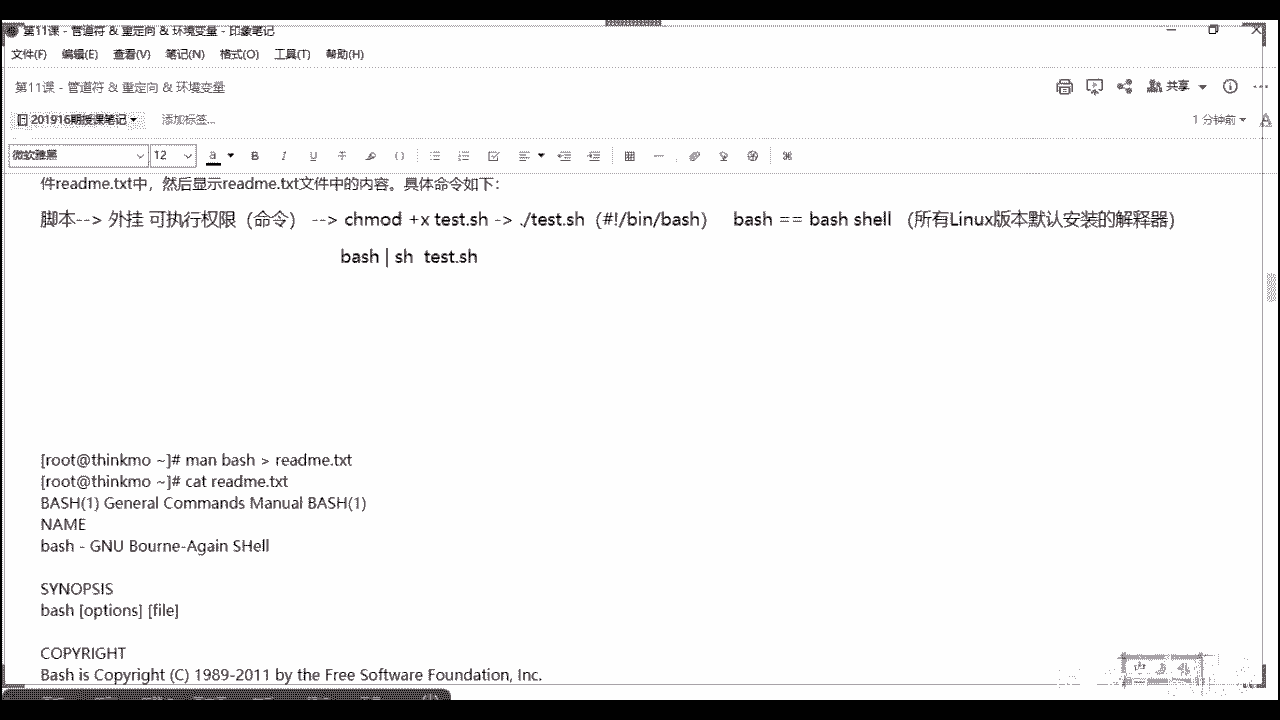 第11课 - 管道符 & 重定向 & 环境变量 - 印象笔记
文件(F) 编辑(E) 查看(V) 笔记(N) 格式(O) 工具(T) 帮助(H)
第11课 - 管道符 & 重定向 & 环境变量
共享
201916期授课笔记 添加标签...
1 分钟前
微软雅黑 12 a B I U
件readme.txt中，然后显示readme.txt文件中的内容。具体命令如下：
脚本--> 外挂 可执行权限（命令） --> chmod +x test.sh -> ./test.sh（#!/bin/bash） bash == bash shell （所有Linux版本默认安装的解释器）
bash | sh test.sh
[root@thinkmo ~]# man bash > readme.txt
[root@thinkmo ~]# cat readme.txt
BASH(1) General Commands Manual BASH(1)
NAME
bash - GNU Bourne-Again SHell
SYNOPSIS
bash [options] [file]
COPYRIGHT
Bash is Copyright (C) 1989-2011 by the Free Software Foundation, Inc.